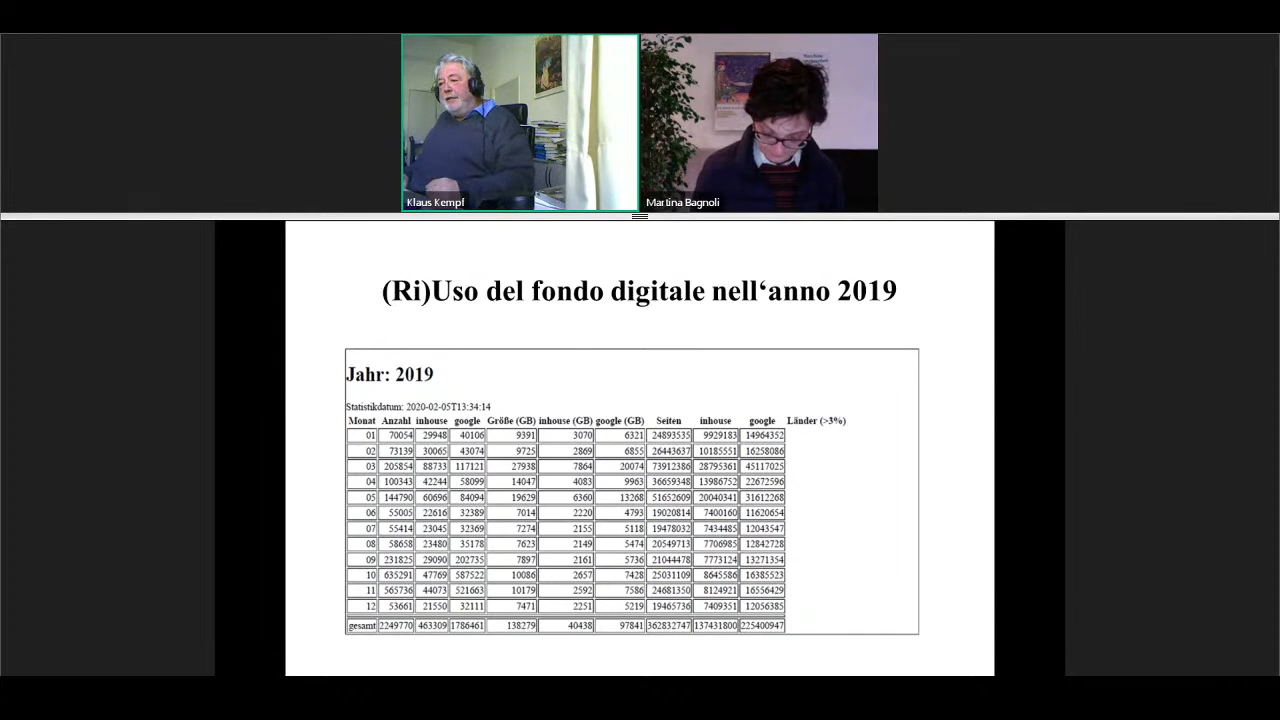 Klaus Kempf
Martina Bagnoli
(Ri)Uso del fondo digitale nell‘anno 2019
Jahr: 2019
Statistikdatum: 2020-02-05T13:34:14
Monat Anzahl inhouse google Größe (GB) inhouse (GB) google (GB) Seiten inhouse google Länder (>3%)
01 70054 29948 40106 9391 3070 6321 24893535 9929183 14964352
02 73139 30065 43074 9725 2869 6855 26443637 10185551 16258086
03 205854 88733 117121 27938 7864 20074 73912386 28795361 45117025
04 100343 42244 58099 14047 4083 9963 36659348 13986752 22672596
05 144790 60696 84094 19629 6360 13268 51652609 20040341 31612268
06 55005 22616 32389 7014 2220 4793 19020814 7400160 11620654
07 55414 23045 32369 7274 2155 5118 19478032 7434485 12043547
08 58658 23480 35178 7623 2149 5474 20549713 7706985 12842728
09 231825 29090 202735 7897 2161 5736 21044478 7773124 13271354
10 635291 47769 587522 10086 2657 7428 25031109 8645586 16385523
11 565736 44073 521663 10179 2592 7586 24681350 8124921 16556429
12 53661 21550 32111 7471 2251 5219 19465736 7409351 12056385
gesamt 2249770 463309 1786461 138279 40438 97841 362832747 137431800 225400947